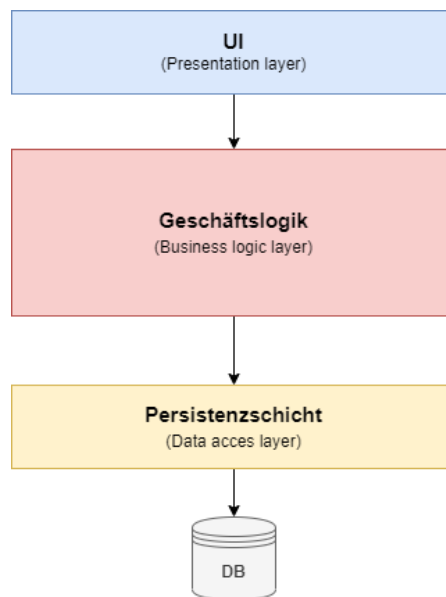 UI
(Presentation layer)
Geschäftslogik
(Business logic layer)
Persistenzschicht
(Data acces layer)
DB